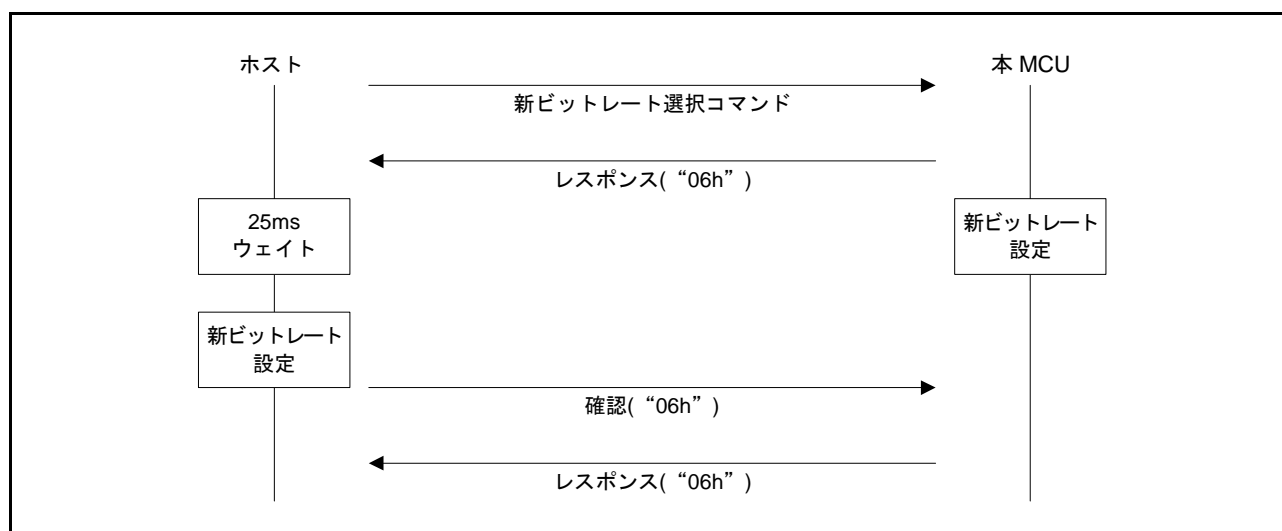 ホスト
本 MCU
新ビットレート選択コマンド
レスポンス(“06h”)
25ms
ウェイト
新ビットレート
設定
新ビットレート
設定
確認(“06h”)
レスポンス(“06h”)